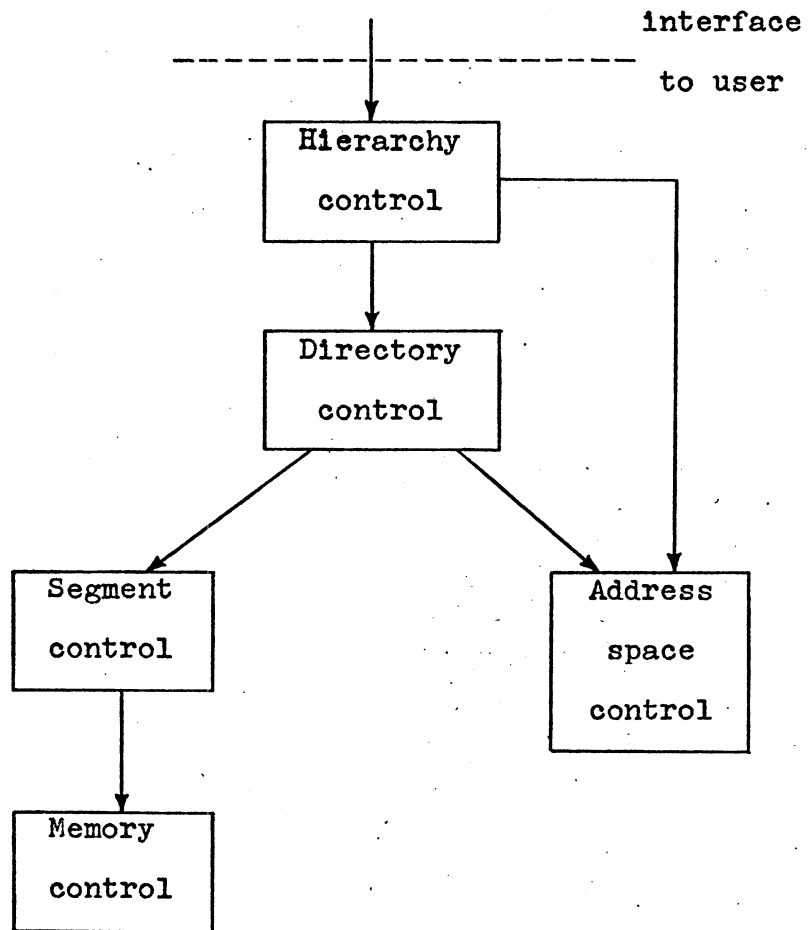 interface
to user
Hierarchy
control
Directory
control
Segment
control
Address
space
control
Memory
control